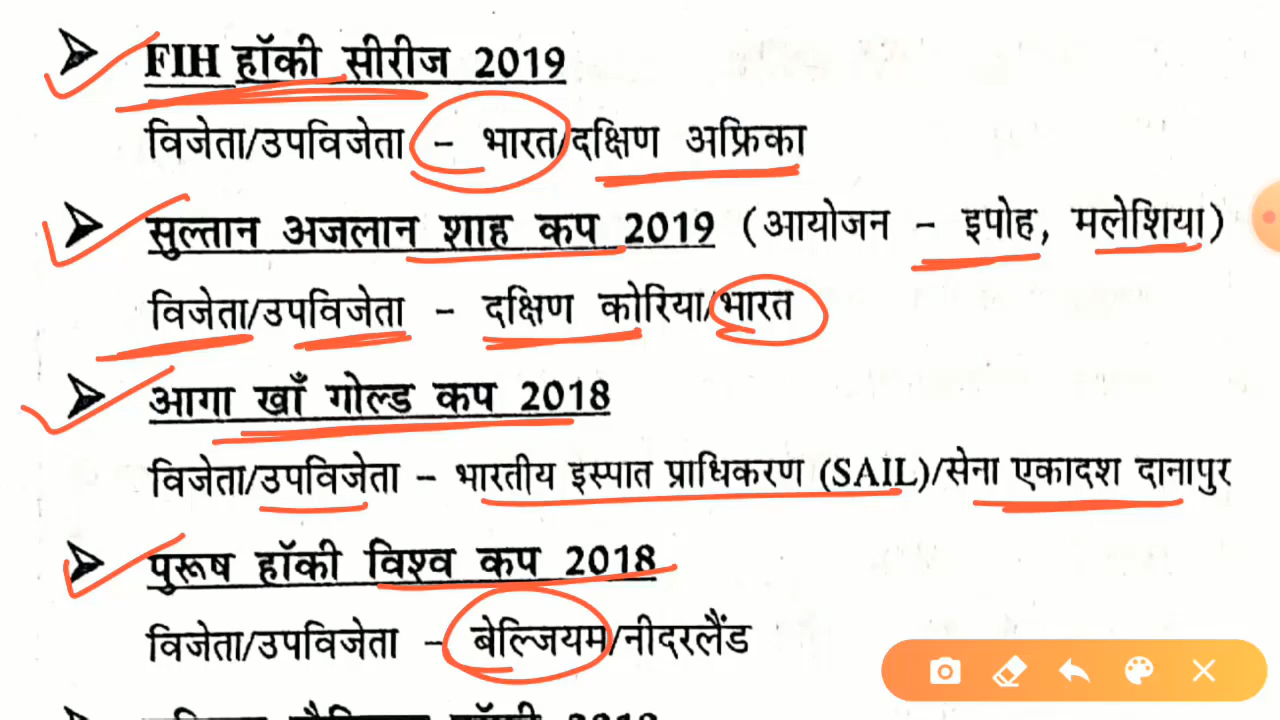 FIH हॉकी सीरीज 2019
विजेता/उपविजेता - भारत/दक्षिण अफ्रिका
सुल्तान अजलान शाह कप 2019 (आयोजन - इपोह, मलेशिया)
विजेता/उपविजेता - दक्षिण कोरिया/भारत
आगा खाँ गोल्ड कप 2018
विजेता/उपविजेता - भारतीय इस्पात प्राधिकरण (SAIL)/सेना एकादश दानापुर
पुरूष हॉकी विश्व कप 2018
विजेता/उपविजेता - बेल्जियम/नीदरलैंड